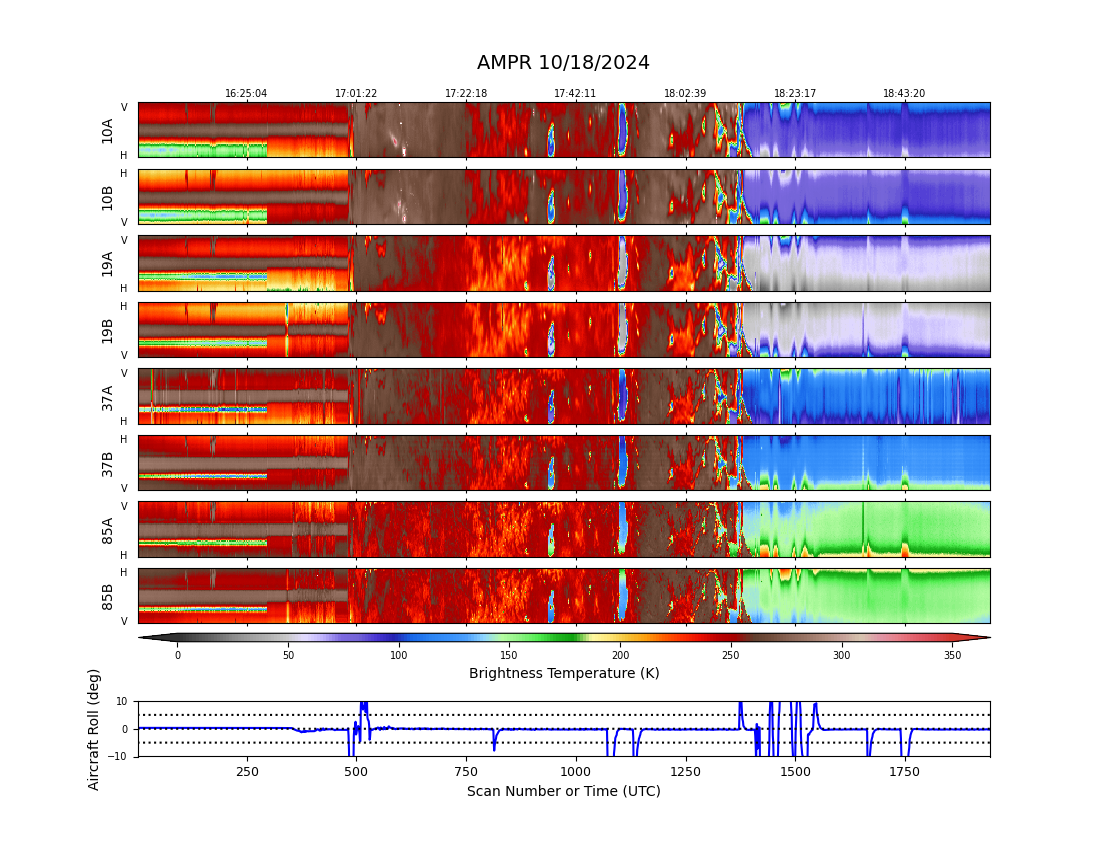 AMPR 10/18/2024
16:25:04 17:01:22 17:22:18 17:42:11 18:02:39 18:23:17 18:43:20
10A V H
10B H V
19A V H
19B H V
37A V H
37B H V
85A V H
85B H V
0 50 100 150 200 250 300 350
Brightness Temperature (K)
Aircraft Roll (deg)
10
0
−10
250 500 750 1000 1250 1500 1750
Scan Number or Time (UTC)